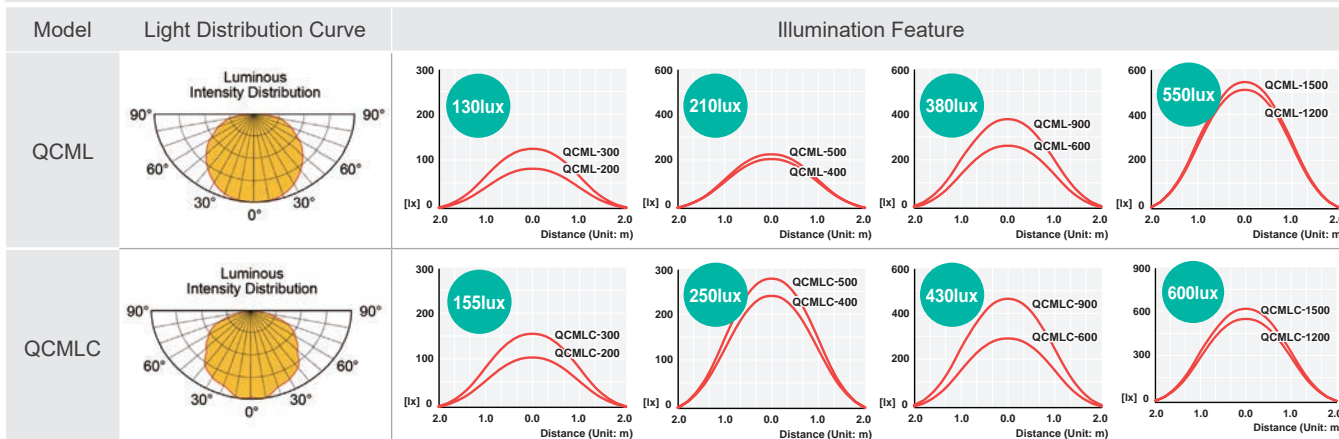 Model Light Distribution Curve Illumination Feature
QCML
Luminous
Intensity Distribution
90° 90°
60° 60°
30° 30°
0°
300
200
100
[lx] 0
130lux
QCML-300
QCML-200
2.0 1.0 0.0 1.0 2.0
Distance (Unit: m)
600
400
200
[lx] 0
210lux
QCML-500
QCML-400
2.0 1.0 0.0 1.0 2.0
Distance (Unit: m)
600
400
200
[lx] 0
380lux
QCML-900
QCML-600
2.0 1.0 0.0 1.0 2.0
Distance (Unit: m)
600
400
200
[lx] 0
550lux
QCML-1500
QCML-1200
2.0 1.0 0.0 1.0 2.0
Distance (Unit: m)
QCMLC
Luminous
Intensity Distribution
90° 90°
60° 60°
30° 30°
0°
300
200
100
[lx] 0
155lux
QCMLC-300
QCMLC-200
2.0 1.0 0.0 1.0 2.0
Distance (Unit: m)
300
200
100
[lx] 0
250lux
QCMLC-500
QCMLC-400
2.0 1.0 0.0 1.0 2.0
Distance (Unit: m)
600
400
200
[lx] 0
430lux
QCMLC-900
QCMLC-600
2.0 1.0 0.0 1.0 2.0
Distance (Unit: m)
900
600
300
[lx] 0
600lux
QCMLC-1500
QCMLC-1200
2.0 1.0 0.0 1.0 2.0
Distance (Unit: m)